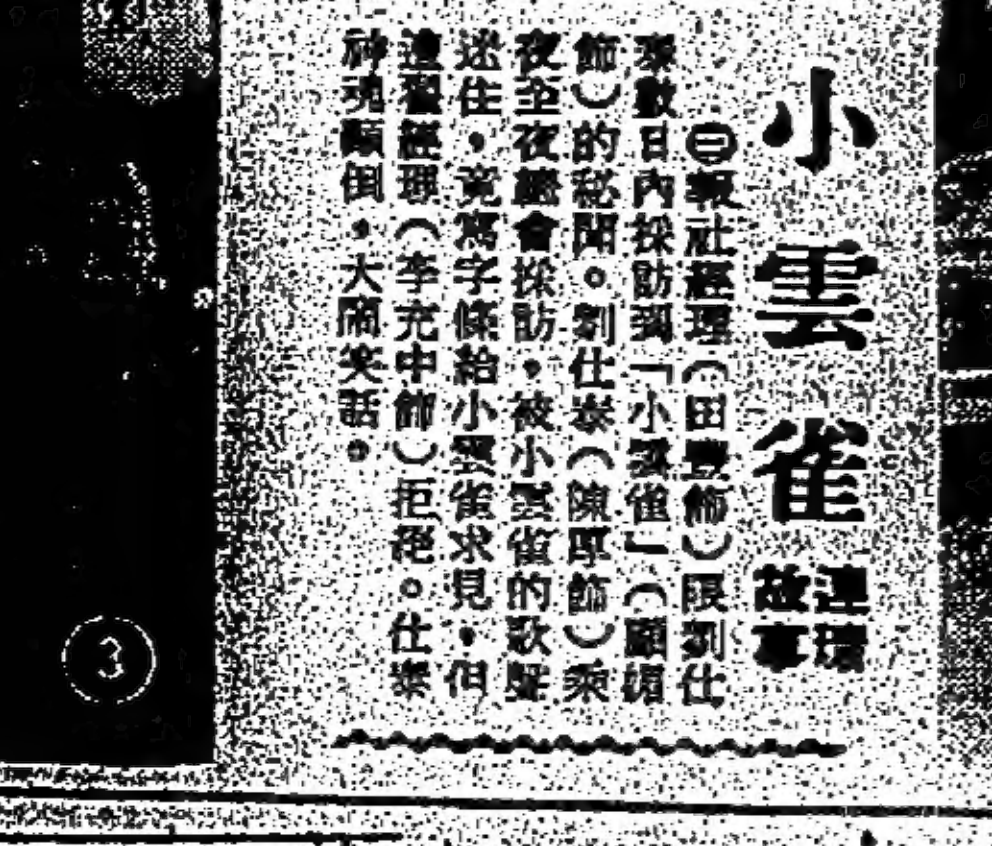 小雲雀
連環
故事
㊂報社經理(田豐飾)限劉仕
泰數日內採訪到「小雲雀」(顧媚
飾)的秘聞。劉仕泰(陳厚飾)乘
夜至夜總會採訪,被小雲雀的歌聲
迷住,竟寫字條給小雲雀求見,但
遭
經理(李允中飾)拒絕。仕泰
神魂顛倒,大鬧笑話。
3